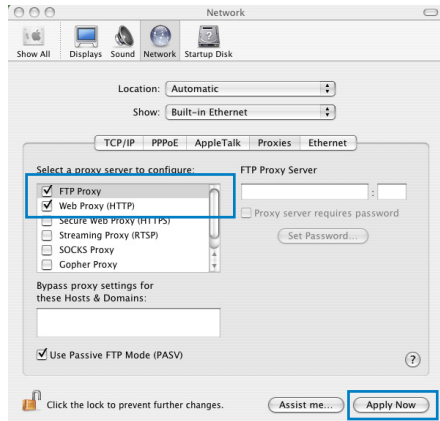 Network
Show All Displays Sound Network Startup Disk
Location: Automatic
Show: Built-in Ethernet
TCP/IP PPPoE AppleTalk Proxies Ethernet
Select a proxy server to configure: FTP Proxy Server
FTP Proxy :
Web Proxy (HTTP)
Proxy server requires password
Secure Web Proxy (HTTPS)
Streaming Proxy (RTSP) Set Password...
SOCKS Proxy
Gopher Proxy
Bypass proxy settings for
these Hosts & Domains:
Use Passive FTP Mode (PASV) ?
Click the lock to prevent further changes. Assist me... Apply Now